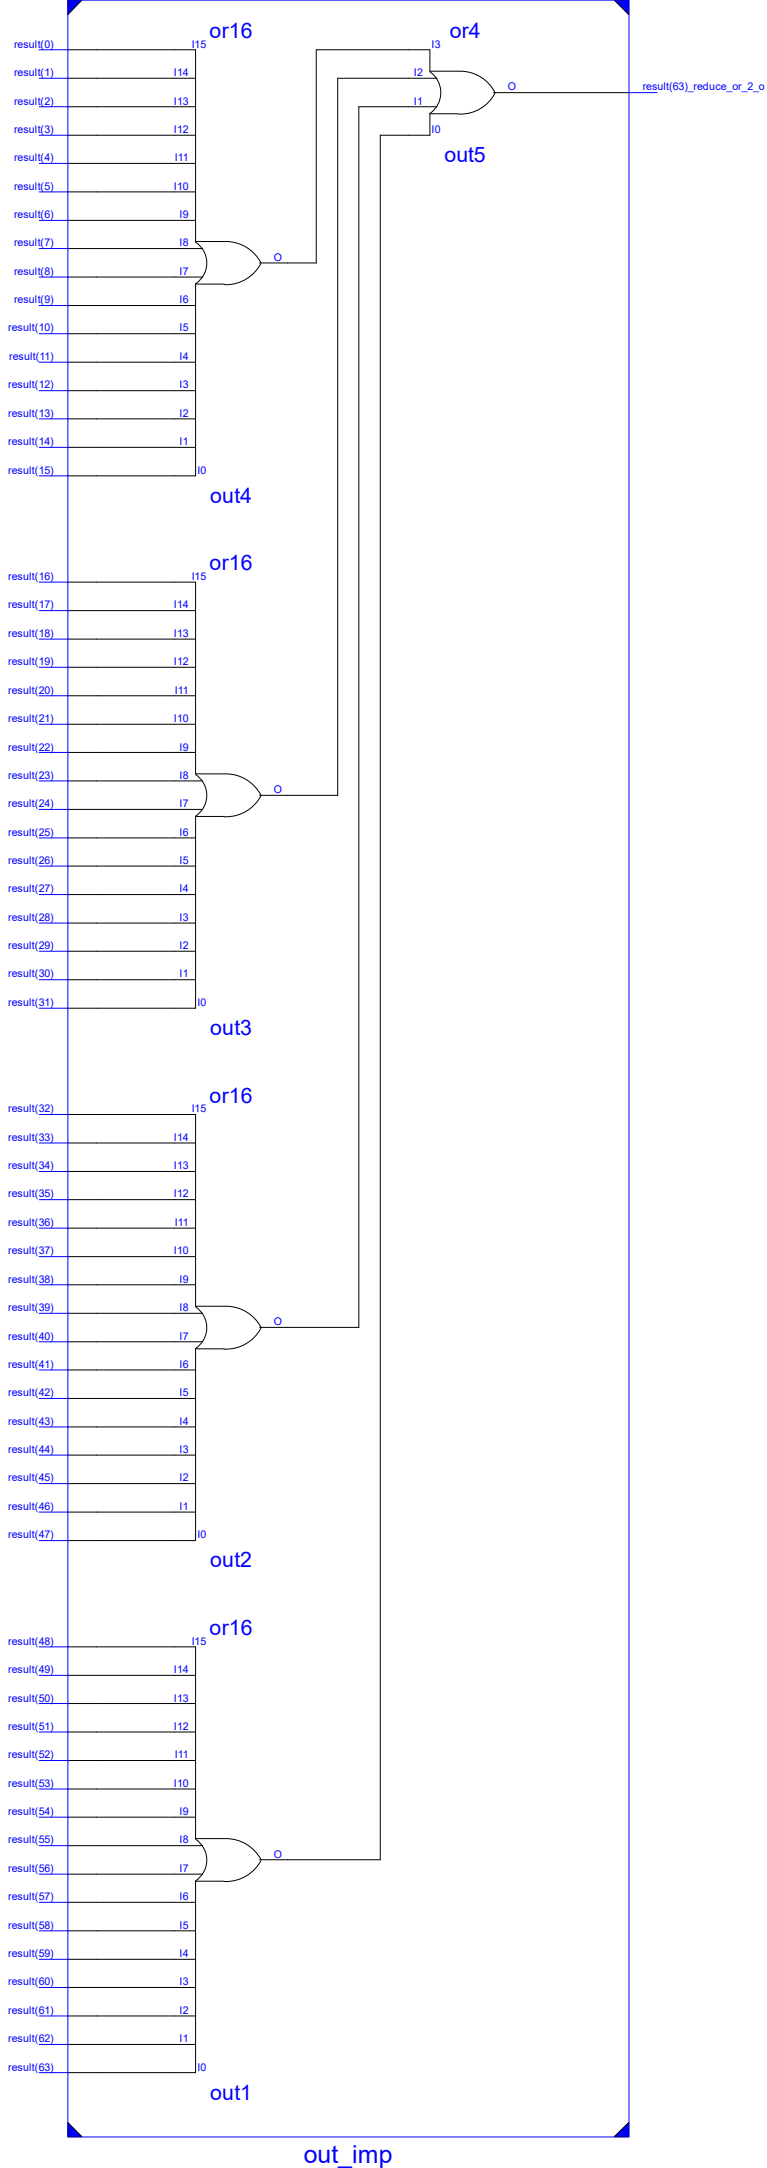 or16
or4
result(0) I15
I3
result(1) I14
I2
result(2) I13
I1
O
result(63)_reduce_or_2_o
result(3) I12
I0
result(4) I11
out5
result(5) I10
result(6) I9
result(7) I8
O
result(8) I7
result(9) I6
result(10) I5
result(11) I4
result(12) I3
result(13) I2
result(14) I1
result(15) I0
out4
or16
result(16) I15
result(17) I14
result(18) I13
result(19) I12
result(20) I11
result(21) I10
result(22) I9
result(23) I8
O
result(24) I7
result(25) I6
result(26) I5
result(27) I4
result(28) I3
result(29) I2
result(30) I1
result(31) I0
out3
or16
result(32) I15
result(33) I14
result(34) I13
result(35) I12
result(36) I11
result(37) I10
result(38) I9
result(39) I8
O
result(40) I7
result(41) I6
result(42) I5
result(43) I4
result(44) I3
result(45) I2
result(46) I1
result(47) I0
out2
or16
result(48) I15
result(49) I14
result(50) I13
result(51) I12
result(52) I11
result(53) I10
result(54) I9
result(55) I8
O
result(56) I7
result(57) I6
result(58) I5
result(59) I4
result(60) I3
result(61) I2
result(62) I1
result(63) I0
out1
out_imp